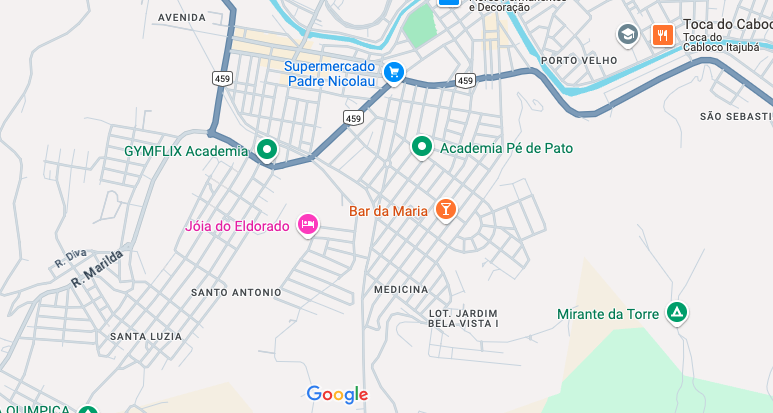 e Decoração
AVENIDA
Toca do Caboc
Toca do
Cabloco Itajubá
PORTO VELHO
Supermercado
Padre Nicolau
459
459
459
SÃO SEBASTI
GYMFLIX Academia
Academia Pé de Pato
Bar da Maria
Jóia do Eldorado
R. Diva
R. Marilda
SANTO ANTONIO
MEDICINA
LOT. JARDIM
BELA VISTA I
Mirante da Torre
SANTA LUZIA
Google
OLIMPICA